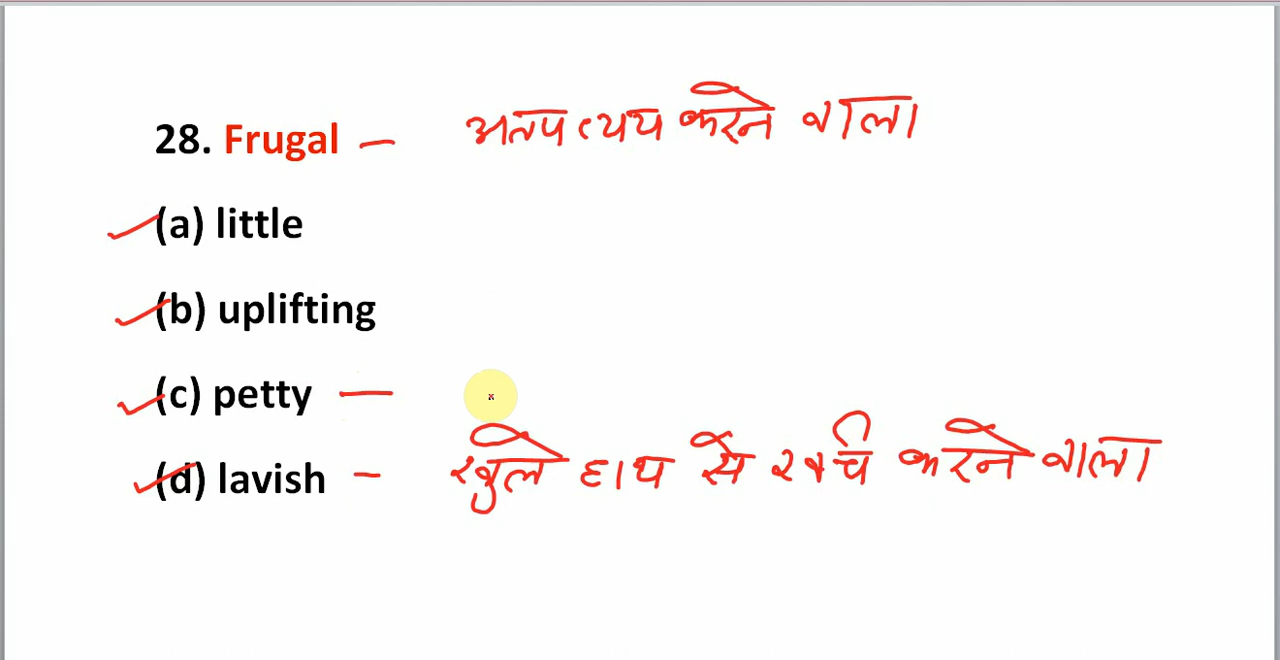 28. Frugal — अल्पव्यय करने वाला
(a) little
(b) uplifting
(c) petty —
(d) lavish — खुले हाथ से खर्च करने वाला